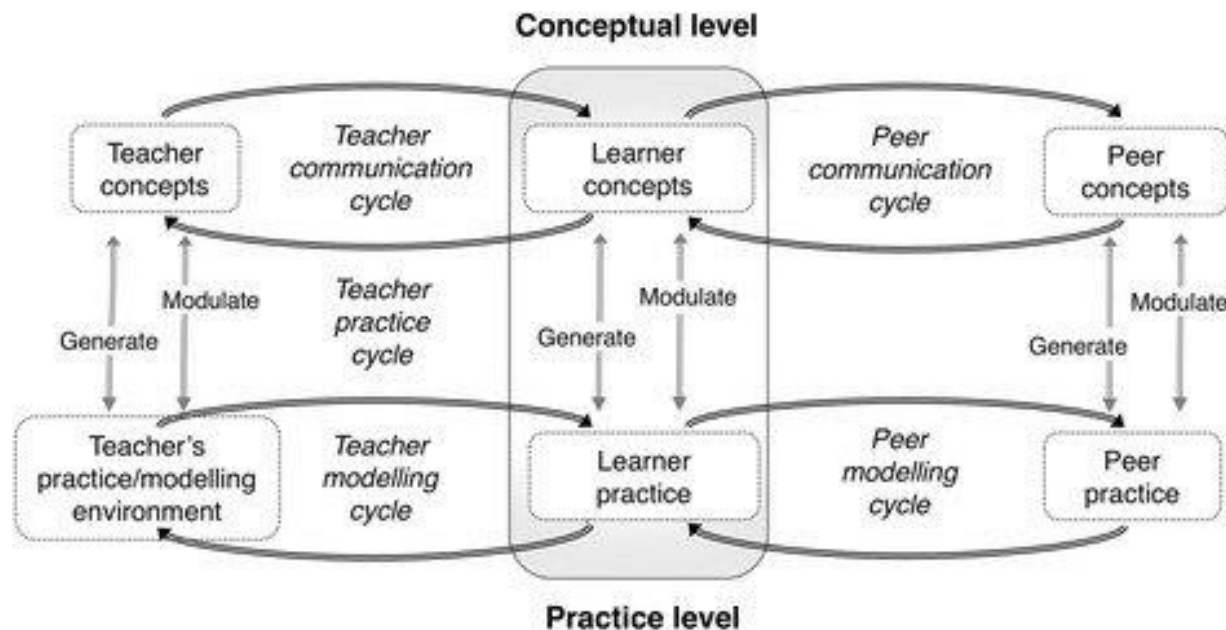 Conceptual level
Teacher
concepts
Teacher
communication
cycle
Learner
concepts
Peer
communication
cycle
Peer
concepts
Generate
Modulate
Teacher
practice
cycle
Generate
Modulate
Generate
Modulate
Teacher's
practice/modelling
environment
Teacher
modelling
cycle
Learner
practice
Peer
modelling
cycle
Peer
practice
Practice level